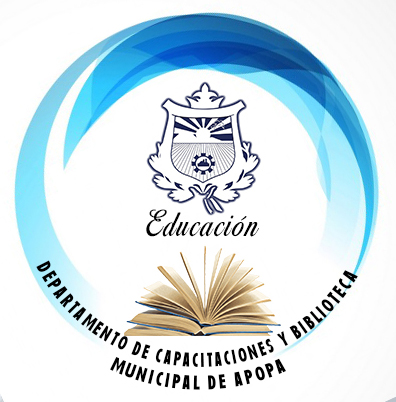 Educación
DEPARTAMENTO DE CAPACITACIONES Y BIBLIOTECA
MUNICIPAL DE APOPA